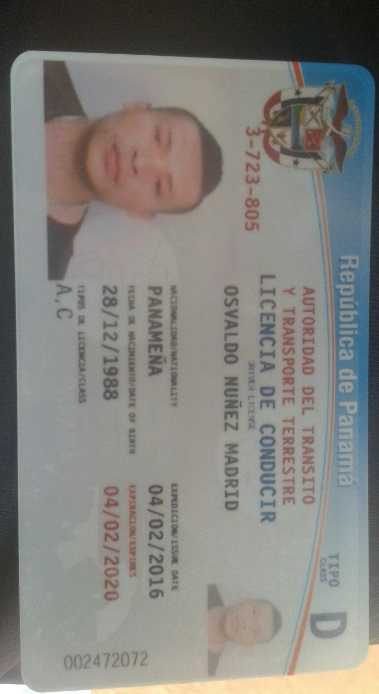 República de Panamá
AUTORIDAD DEL TRANSITO
Y TRANSPORTE TERRESTRE
LICENCIA DE CONDUCIR
DRIVER LICENSE
TIPO
CLASS
D
3-723-805
OSVALDO NUÑEZ MADRID
NACIONALIDAD/NATIONALITY
PANAMEÑA
EXPEDICION/ISSUE DATE
04/02/2016
FECHA DE NACIMIENTO/DATE OF BIRTH
28/12/1988
EXPIRACION/EXPIRES
04/02/2020
TIPOS DE LICENCIA/CLASS
A,C
002472072